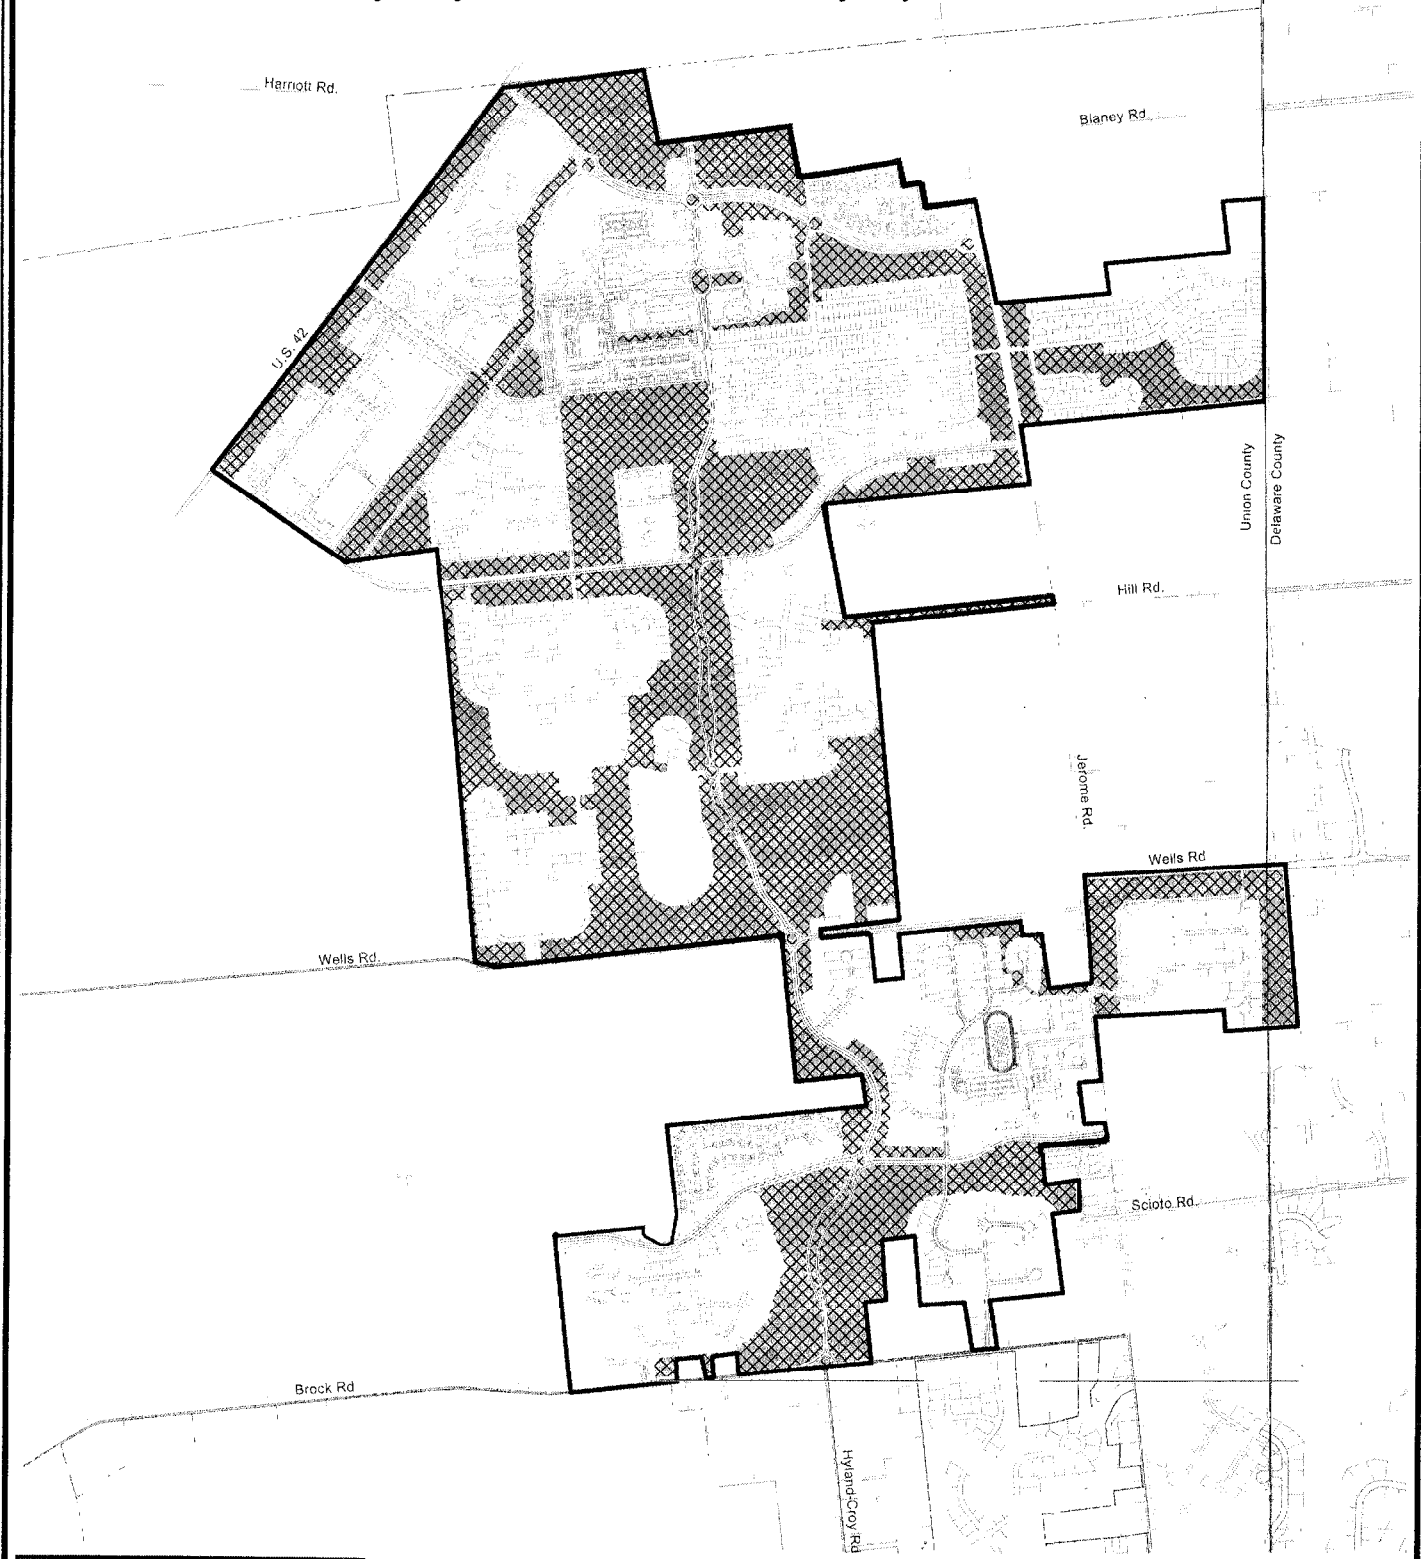 Harriott Rd.
Blaney Rd.
U.S. 42
Union County
Delaware County
Hill Rd.
Jerome Rd.
Wells Rd
Wells Rd.
Scioto Rd.
Brock Rd
Hyland-Croy Rd